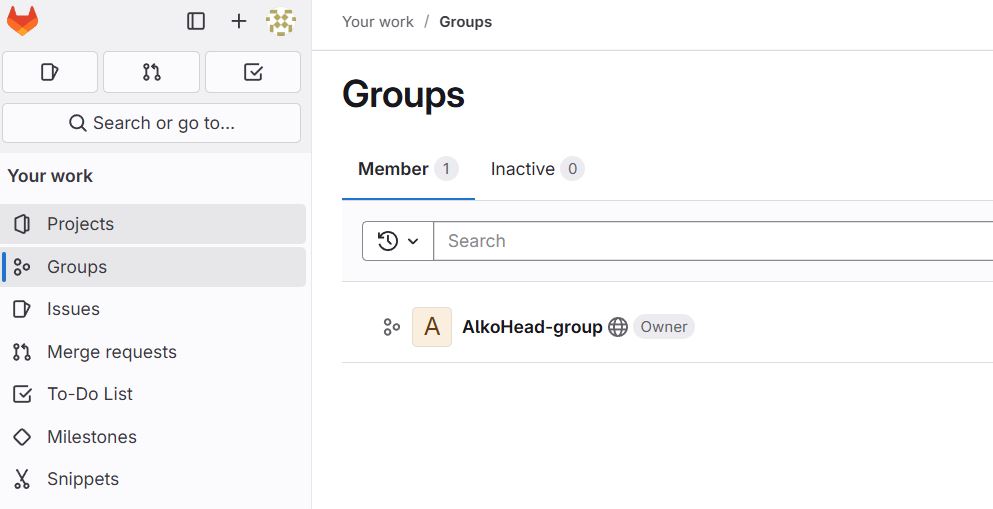 Your work / Groups
Search or go to...
Your work
Projects
Groups
Issues
Merge requests
To-Do List
Milestones
Snippets
Groups
Member 1 Inactive 0
Search
A AlkoHead-group Owner